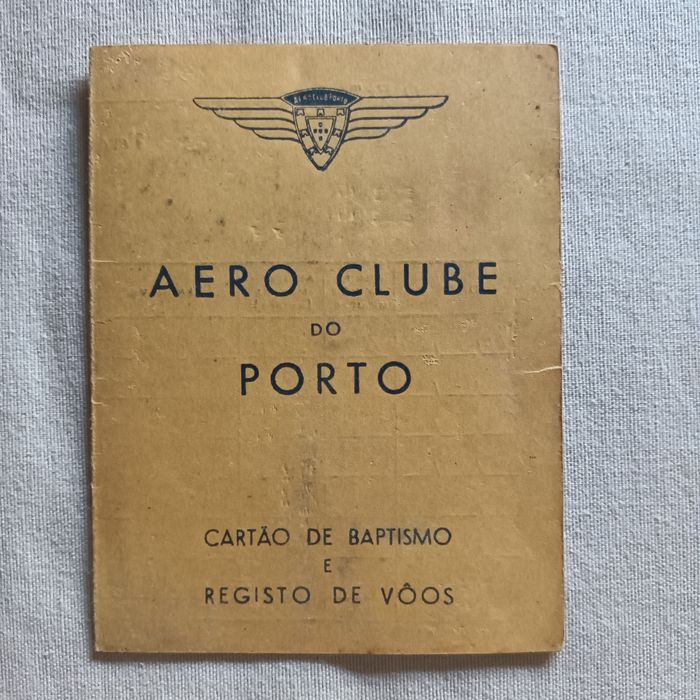 AERO CLUBE
DO
PORTO
CARTÃO DE BAPTISMO
E
REGISTO DE VÔOS